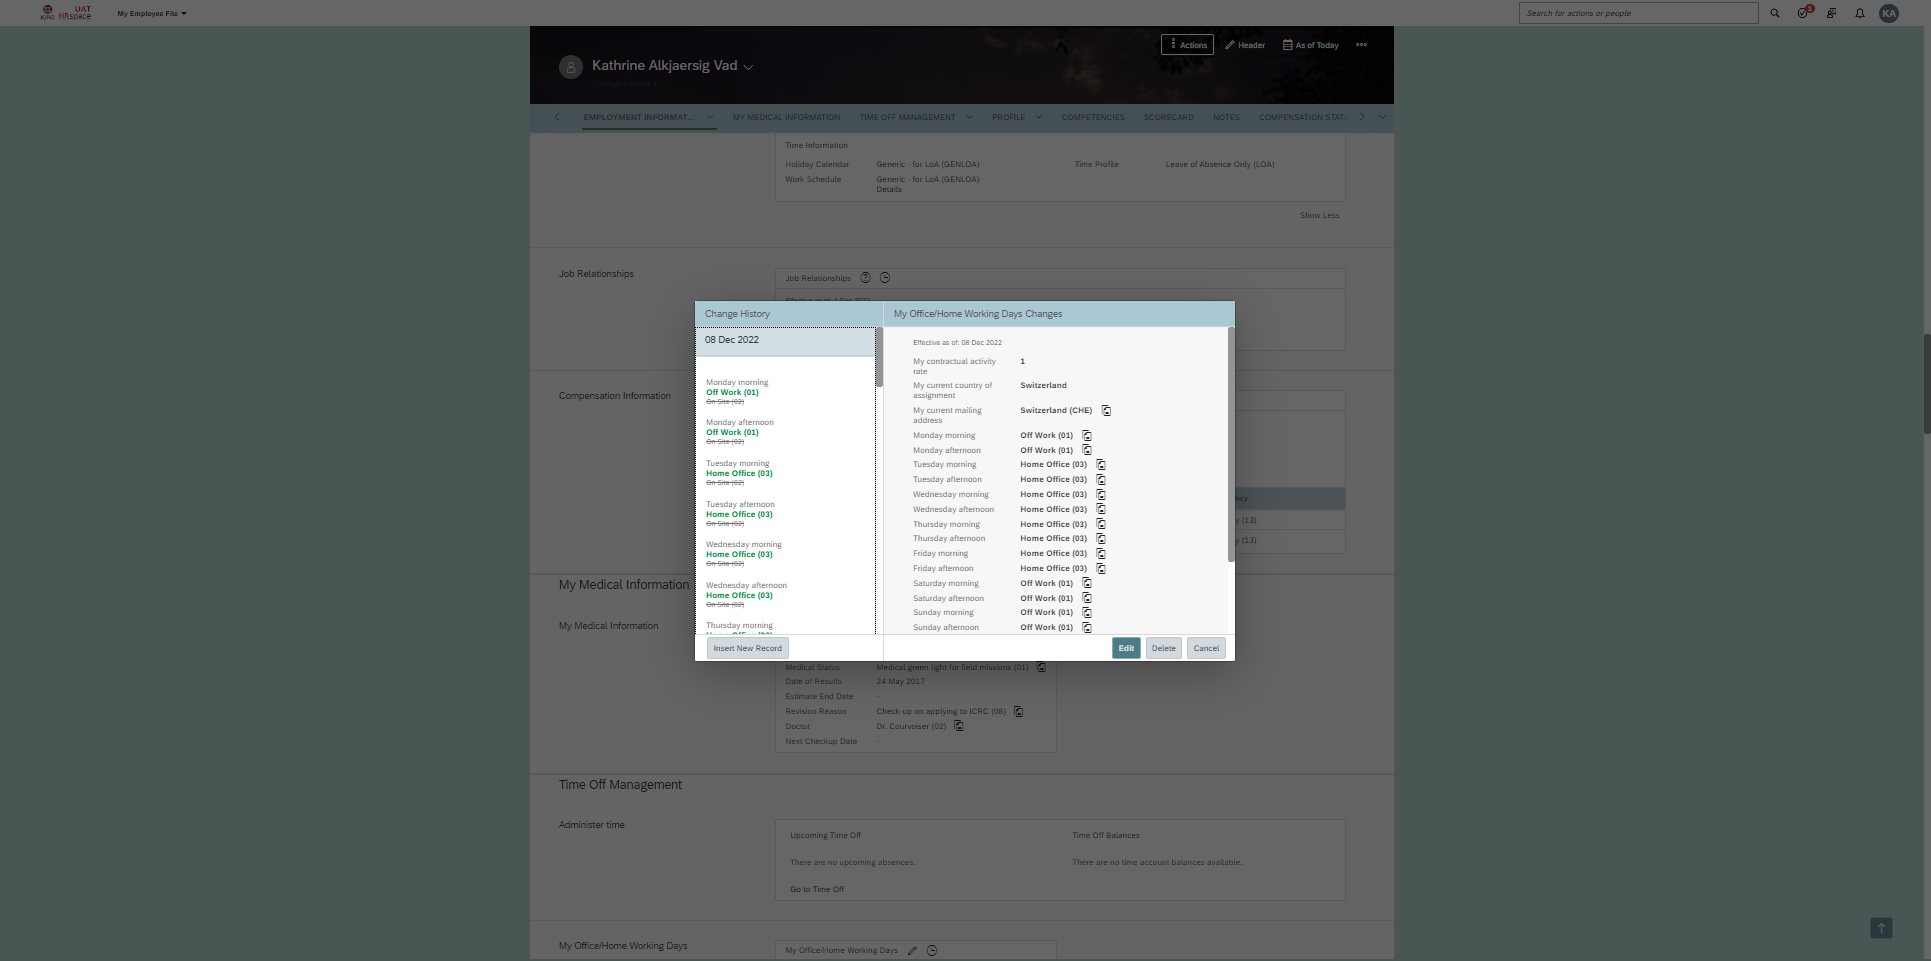 ICRC
UAT
HRspace
My Employee File
Search for actions or people
1
KA
Actions
Header
As of Today
Kathrine Alkjaersig Vad
EMPLOYMENT INFORMAT...
MY MEDICAL INFORMATION
TIME OFF MANAGEMENT
PROFILE
COMPETENCIES
SCORECARD
NOTES
COMPENSATION STAT
Time Information
Holiday Calendar
Generic - for LoA (GENLOA)
Time Profile
Leave of Absence Only (LOA)
Work Schedule
Generic - for LoA (GENLOA)
Details
Show Less
Job Relationships
Job Relationships
Compensation Information
ncy
y (13)
y (13)
Change History
08 Dec 2022
Monday morning
Off Work (01)
On Site (02)
Monday afternoon
Off Work (01)
On Site (02)
Tuesday morning
Home Office (03)
On Site (02)
Tuesday afternoon
Home Office (03)
On Site (02)
Wednesday morning
Home Office (03)
On Site (02)
Wednesday afternoon
Home Office (03)
On Site (02)
Thursday morning
Insert New Record
My Office/Home Working Days Changes
Effective as of: 08 Dec 2022
My contractual activity rate
1
My current country of assignment
Switzerland
My current mailing address
Switzerland (CHE)
Monday morning
Off Work (01)
Monday afternoon
Off Work (01)
Tuesday morning
Home Office (03)
Tuesday afternoon
Home Office (03)
Wednesday morning
Home Office (03)
Wednesday afternoon
Home Office (03)
Thursday morning
Home Office (03)
Thursday afternoon
Home Office (03)
Friday morning
Home Office (03)
Friday afternoon
Home Office (03)
Saturday morning
Off Work (01)
Saturday afternoon
Off Work (01)
Sunday morning
Off Work (01)
Sunday afternoon
Off Work (01)
Edit
Delete
Cancel
My Medical Information
My Medical Information
Medical Status
Medical green light for field missions (01)
Date of Results
24 May 2017
Estimate End Date
-
Revision Reason
Check-up on applying to ICRC (08)
Doctor
Dr. Courvoiser (02)
Next Checkup Date
-
Time Off Management
Administer time
Upcoming Time Off
Time Off Balances
There are no upcoming absences.
There are no time account balances available.
Go to Time Off
My Office/Home Working Days
My Office/Home Working Days